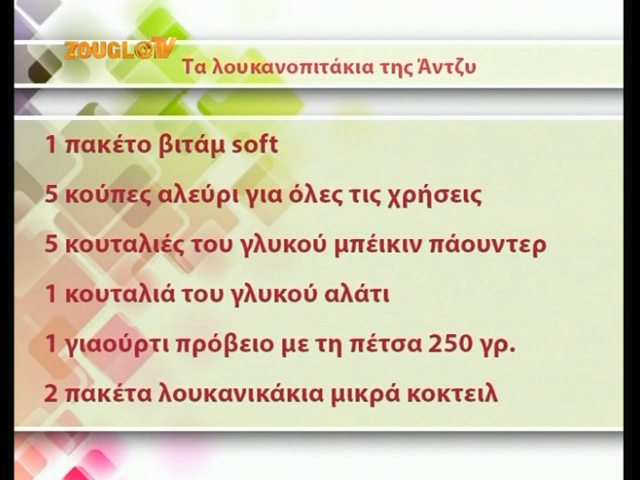 ZOUGL@TV
Τα λουκανοπιτάκια της Άντζυ
1 πακέτο βιτάμ soft
5 κούπες αλεύρι για όλες τις χρήσεις
5 κουταλιές του γλυκού μπέικιν πάουντερ
1 κουταλιά του γλυκού αλάτι
1 γιαούρτι πρόβειο με τη πέτσα 250 γρ.
2 πακέτα λουκανικάκια μικρά κοκτειλ